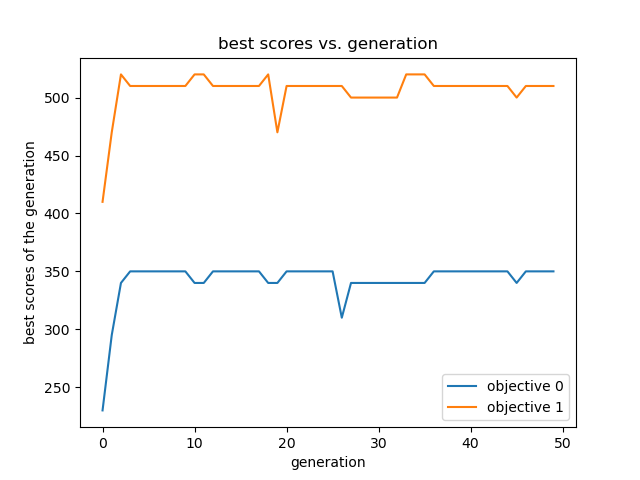 best scores vs. generation
best scores of the generation
500
450
400
350
300
250
0 10 20 30 40 50
generation
objective 0
objective 1